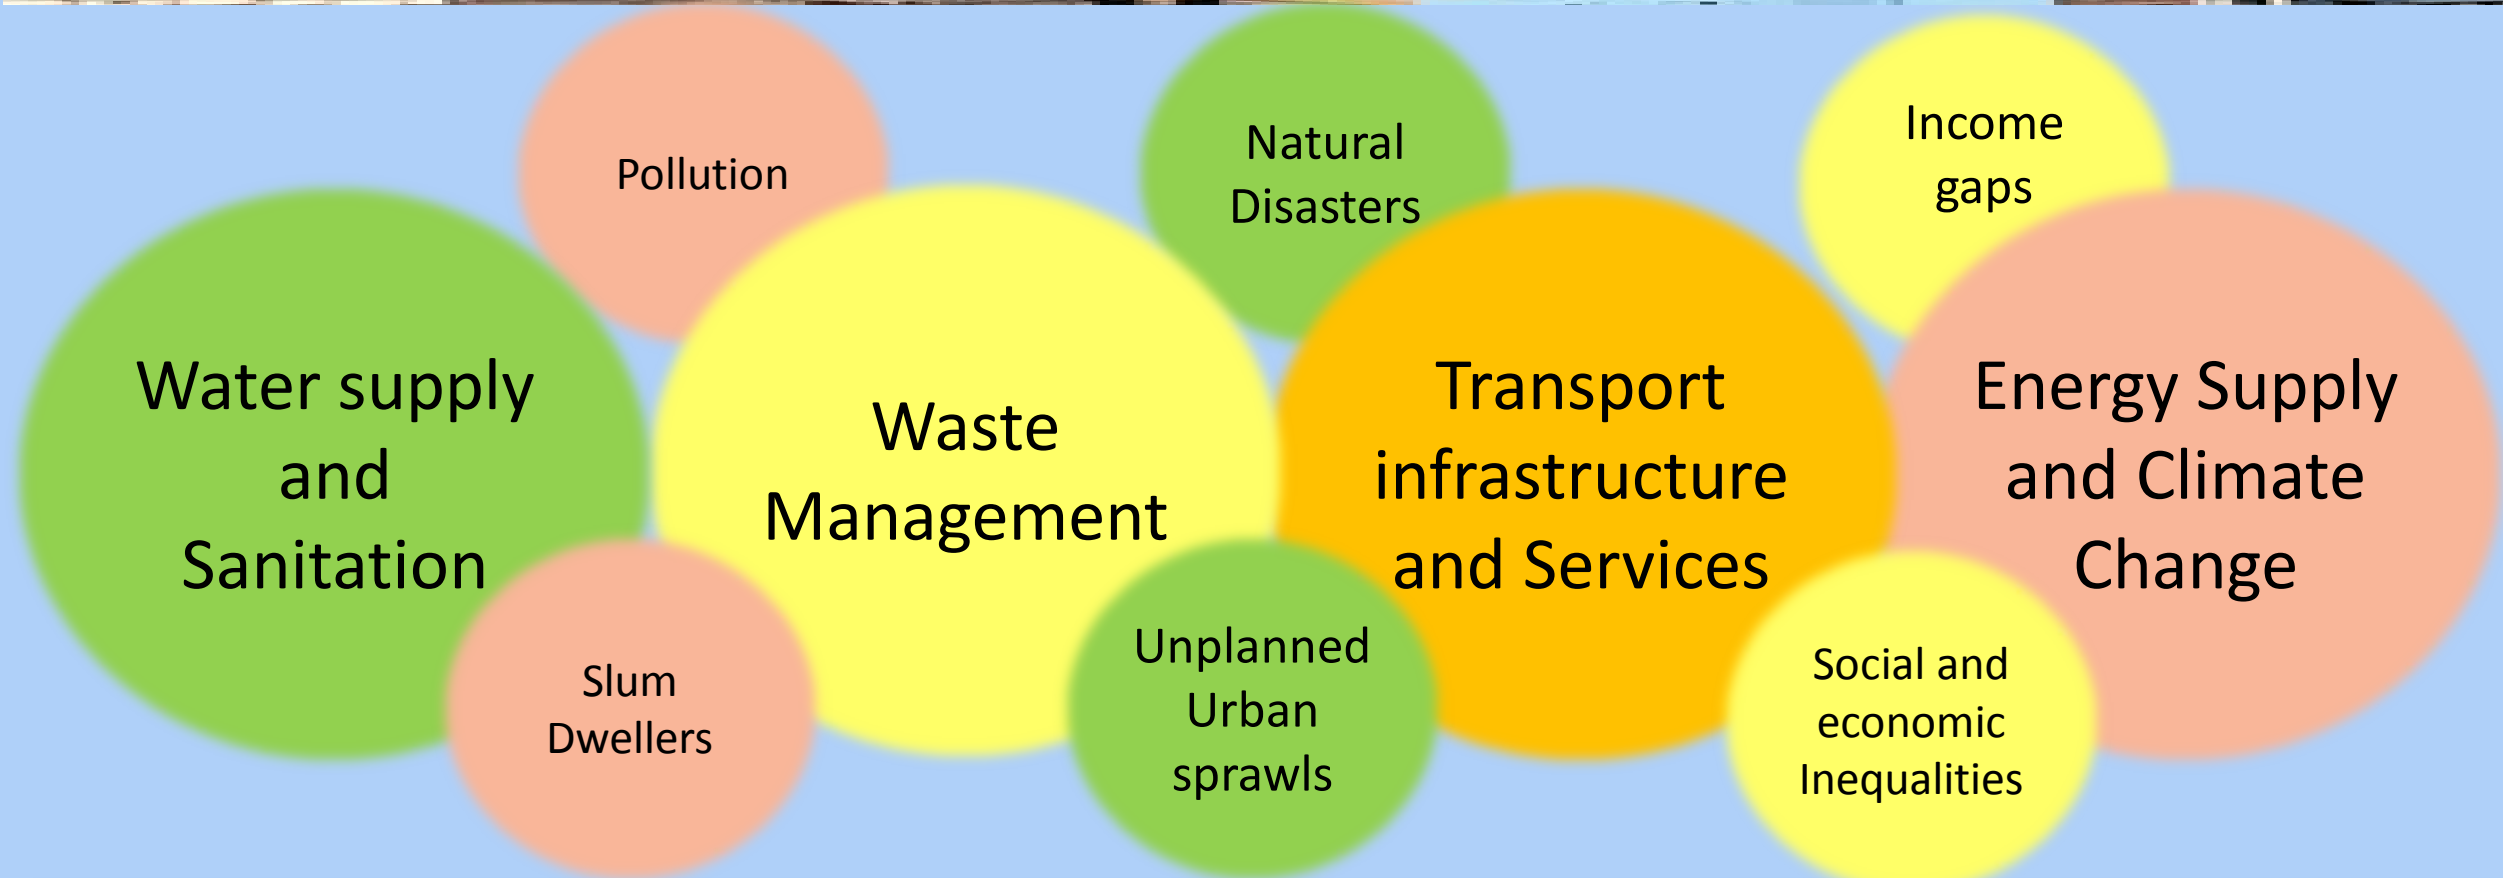 Pollution
Natural
Disasters
Income
gaps
Water supply
and
Sanitation
Waste
Management
Transport
infrastructure
and Services
Energy Supply
and Climate
Change
Slum
Dwellers
Unplanned
Urban
sprawls
Social and
economic
Inequalities